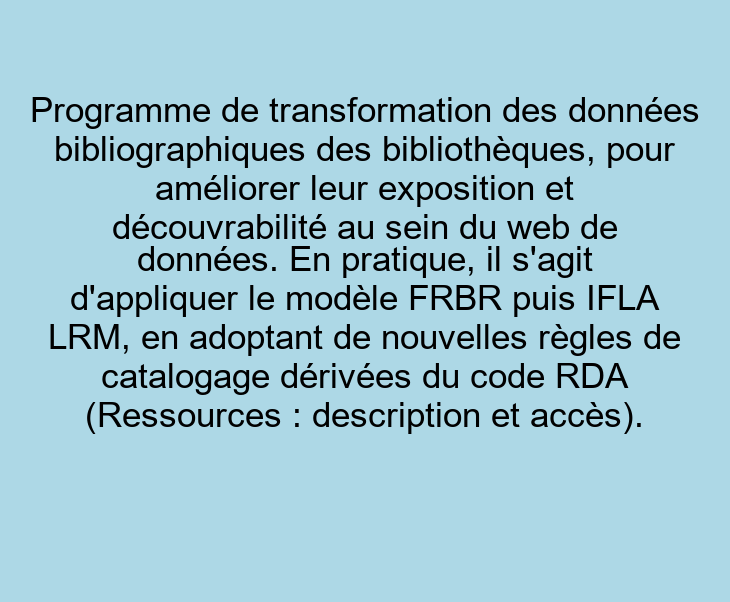 Programme de transformation des données
bibliographiques des bibliothèques, pour
améliorer leur exposition et
découvrabilité au sein du web de
données. En pratique, il s'agit
d'appliquer le modèle FRBR puis IFLA
LRM, en adoptant de nouvelles règles de
catalogage dérivées du code RDA
(Ressources : description et accès).